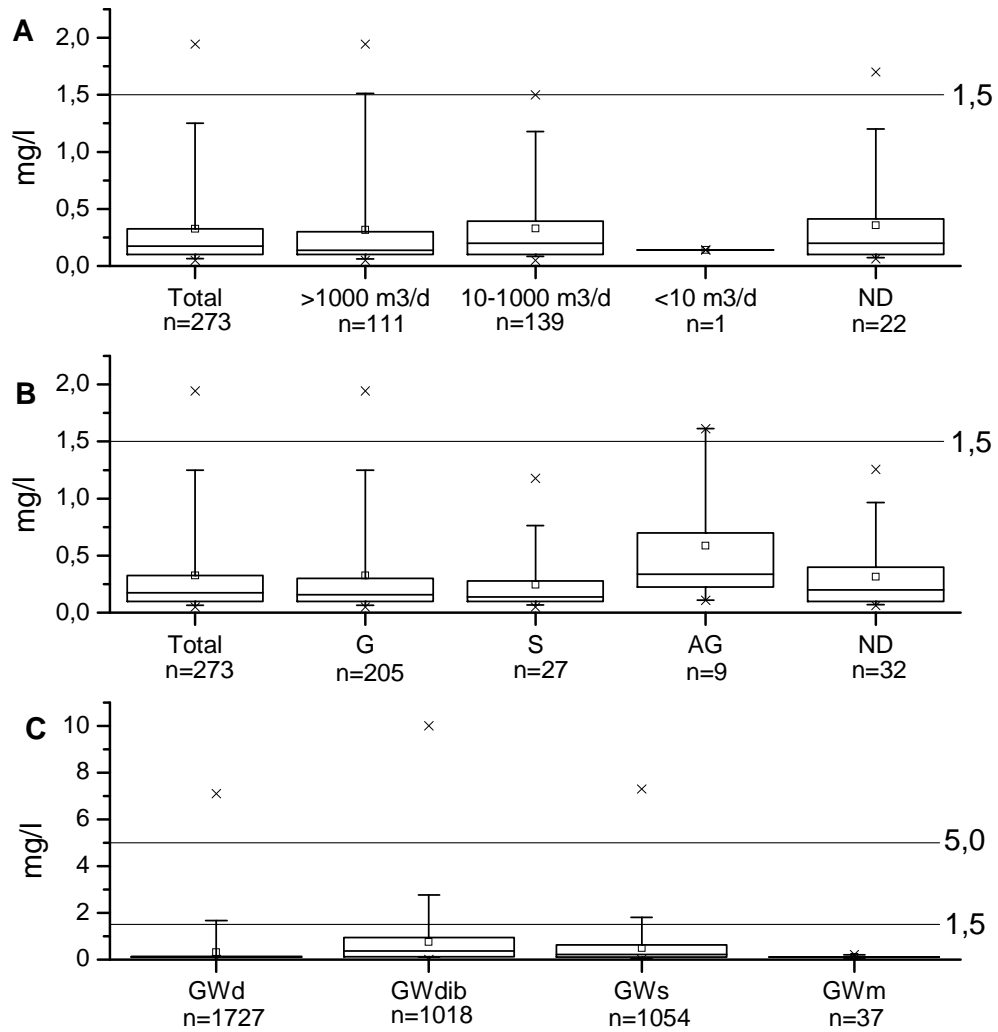 A
mg/l
2,0
1,5
1,0
0,5
0,0
1,5
Total
n=273
>1000 m3/d
n=111
10-1000 m3/d
n=139
<10 m3/d
n=1
ND
n=22
B
mg/l
2,0
1,5
1,0
0,5
0,0
1,5
Total
n=273
G
n=205
S
n=27
AG
n=9
ND
n=32
C
mg/l
10
8
6
4
2
0
5,0
1,5
GWd
n=1727
GWdib
n=1018
GWs
n=1054
GWm
n=37